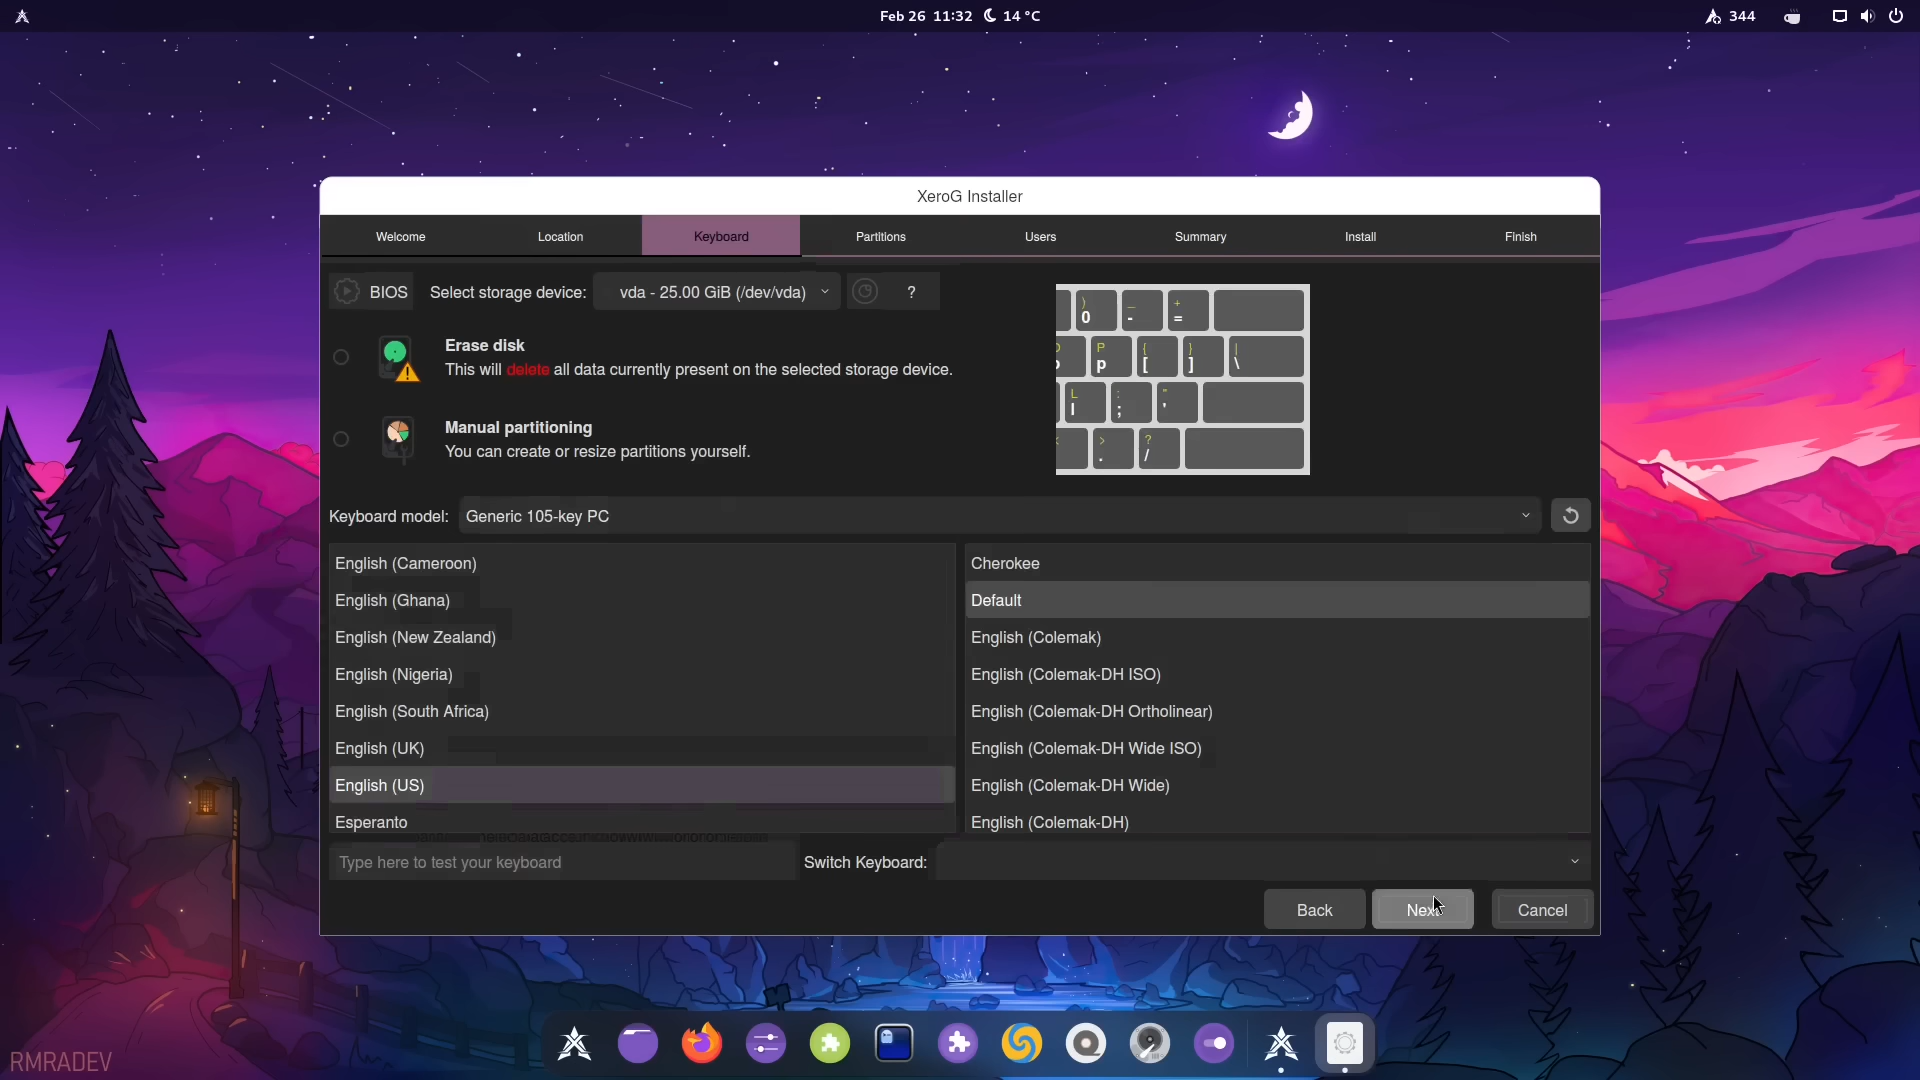 Feb 26 11:32 14 °C
344
XeroG Installer
Welcome Location Keyboard Partitions Users Summary Install Finish
BIOS Select storage device: vda - 25.00 GiB (/dev/vda) ?
Erase disk
This will delete all data currently present on the selected storage device.
Manual partitioning
You can create or resize partitions yourself.
) 0 _ - + =
P p { [ } ] | \
L l : ; " '
> . ? /
Keyboard model: Generic 105-key PC
English (Cameroon)
English (Ghana)
English (New Zealand)
English (Nigeria)
English (South Africa)
English (UK)
English (US)
Esperanto
Cherokee
Default
English (Colemak)
English (Colemak-DH ISO)
English (Colemak-DH Ortholinear)
English (Colemak-DH Wide ISO)
English (Colemak-DH Wide)
English (Colemak-DH)
Type here to test your keyboard
Switch Keyboard:
Back Next Cancel
RMRADEV